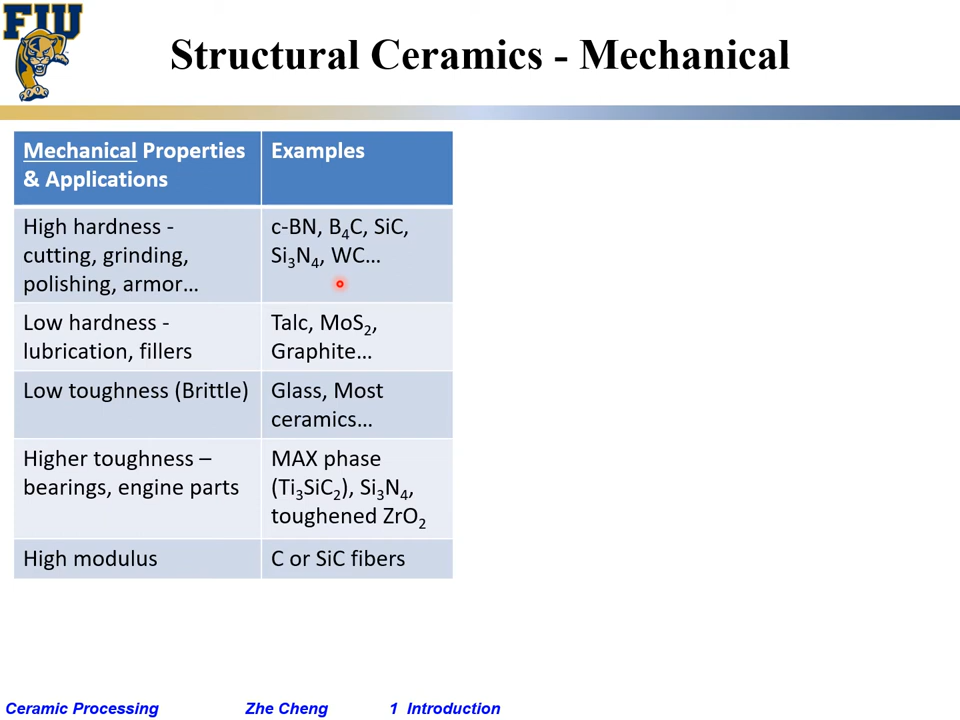 FIU
Structural Ceramics - Mechanical
Mechanical Properties
& Applications
Examples
High hardness -
cutting, grinding,
polishing, armor…
c-BN, B₄C, SiC,
Si₃N₄, WC…
Low hardness -
lubrication, fillers
Talc, MoS₂,
Graphite…
Low toughness (Brittle)
Glass, Most
ceramics…
Higher toughness –
bearings, engine parts
MAX phase
(Ti₃SiC₂), Si₃N₄,
toughened ZrO₂
High modulus
C or SiC fibers
Ceramic Processing Zhe Cheng 1 Introduction